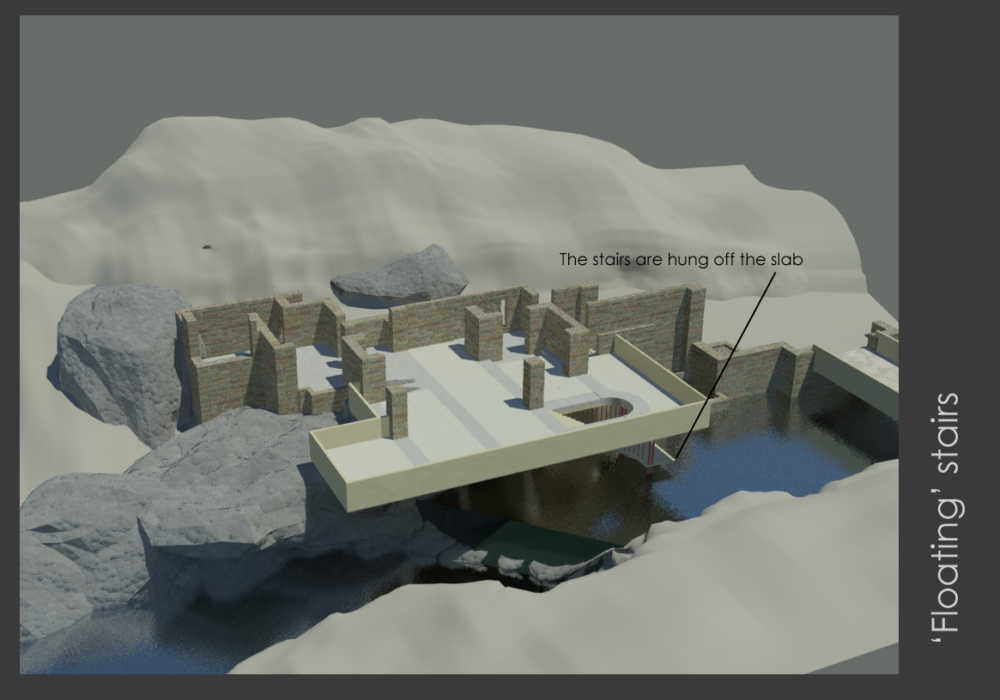 The stairs are hung off the slab
‘Floating’ stairs